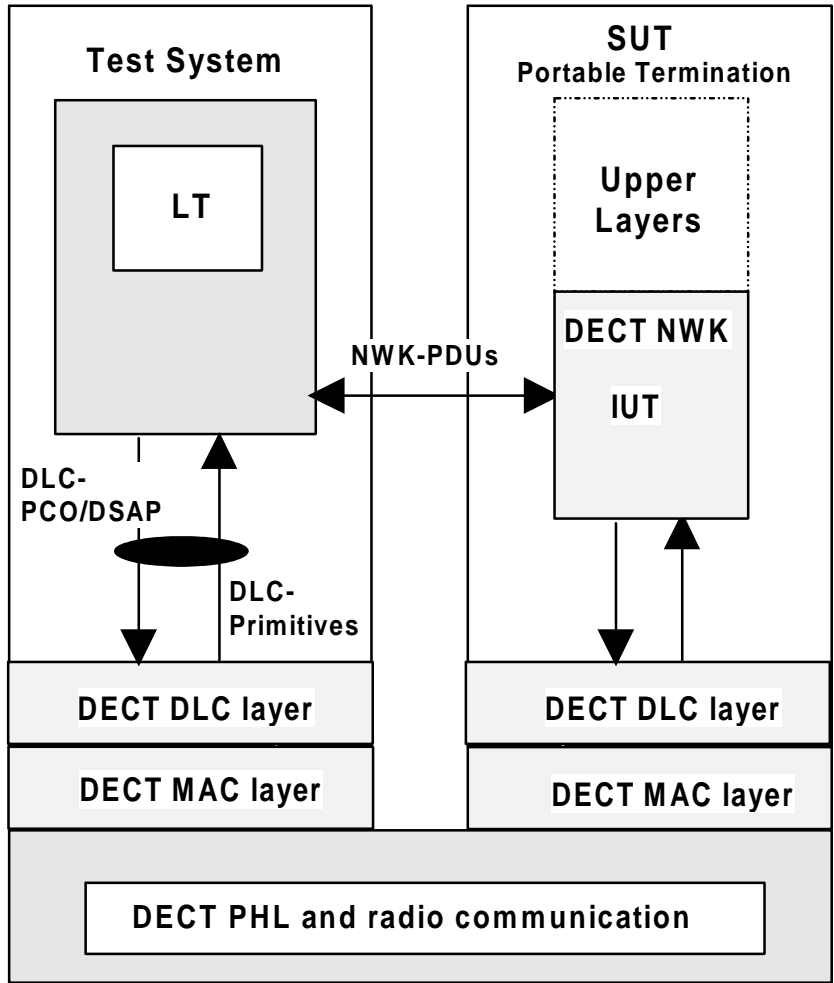 Test System
LT
SUT
Portable Termination
Upper
Layers
DECT NWK
IUT
NWK-PDUs
DLC-
PCO/DSAP
DLC-
Primitives
DECT DLC layer
DECT DLC layer
DECT MAC layer
DECT MAC layer
DECT PHL and radio communication